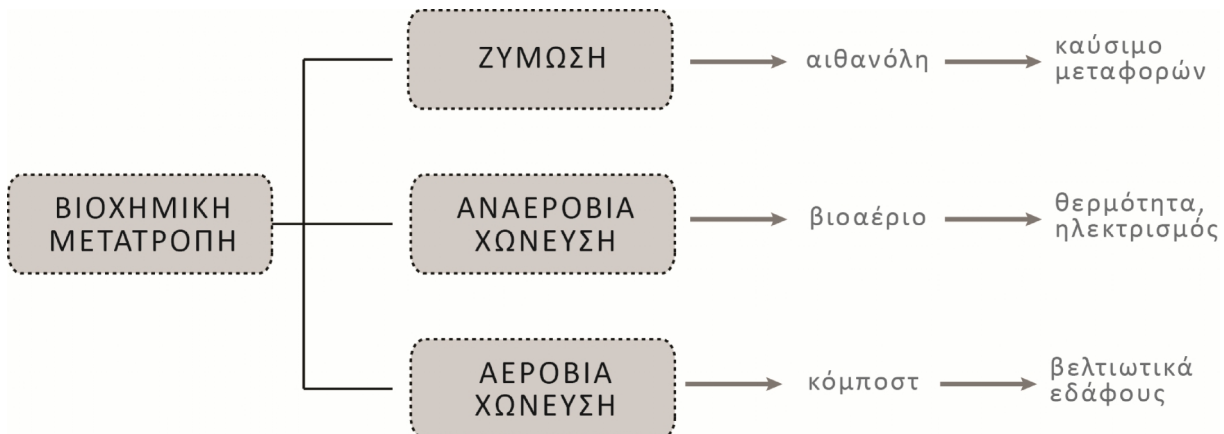 ΖΥΜΩΣΗ
αιθανόλη
καύσιμο
μεταφορών
ΒΙΟΧΗΜΙΚΗ
ΜΕΤΑΤΡΟΠΗ
ΑΝΑΕΡΟΒΙΑ
ΧΩΝΕΥΣΗ
βιοαέριο
θερμότητα,
ηλεκτρισμός
ΑΕΡΟΒΙΑ
ΧΩΝΕΥΣΗ
κόμποστ
βελτιωτικά
εδάφους